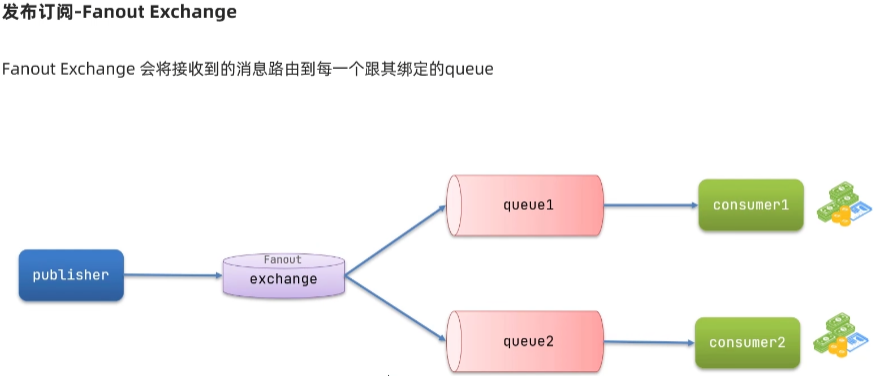 发布订阅-Fanout Exchange
Fanout Exchange 会将接收到的消息路由到每一个跟其绑定的queue
queue1
consumer1
publisher
Fanout
exchange
queue2
consumer2